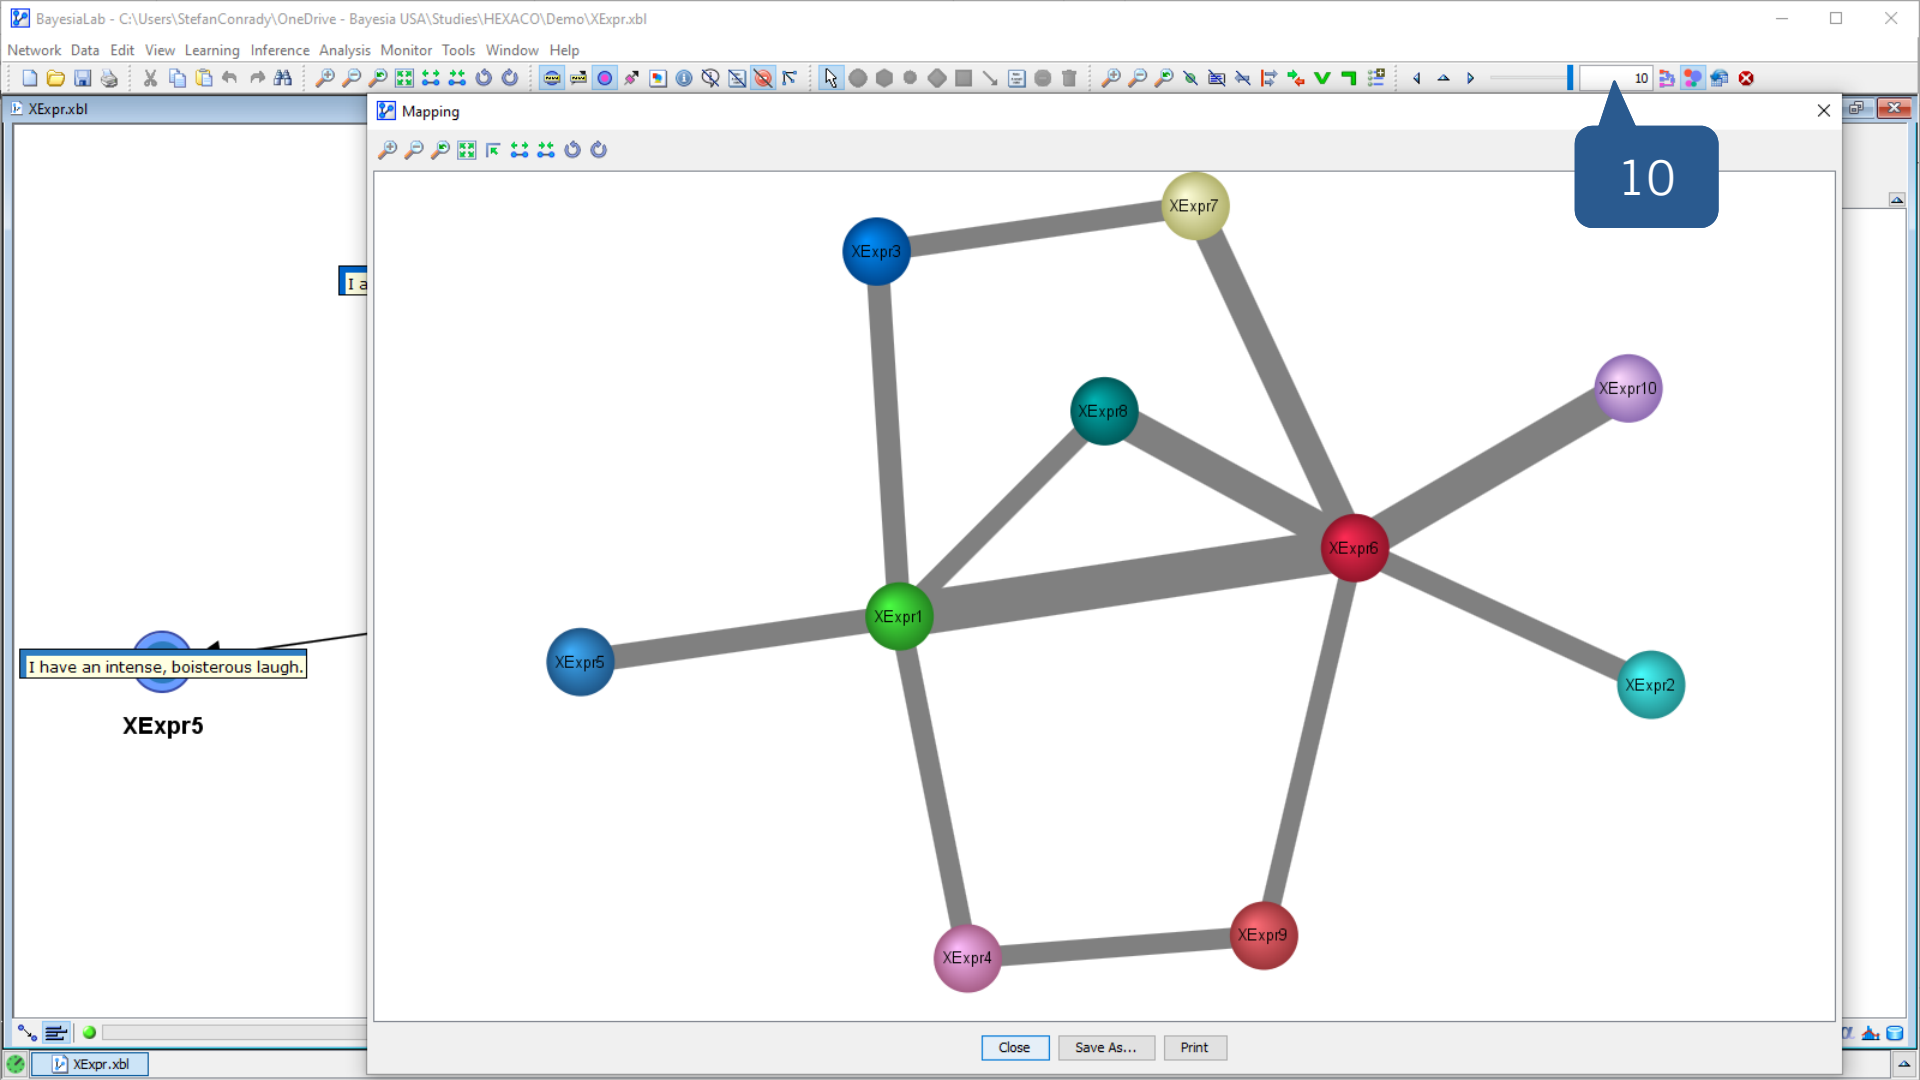 BayesiaLab - C:\Users\StefanConrady\OneDrive - Bayesia USA\Studies\HEXACO\Demo\XExpr.xbl
Network Data Edit View Learning Inference Analysis Monitor Tools Window Help
10
XExpr.xbl
Mapping
10
XExpr7
XExpr3
I a
XExpr10
XExpr8
XExpr6
XExpr1
XExpr5
I have an intense, boisterous laugh.
XExpr2
XExpr5
XExpr9
XExpr4
Close Save As... Print
XExpr.xbl